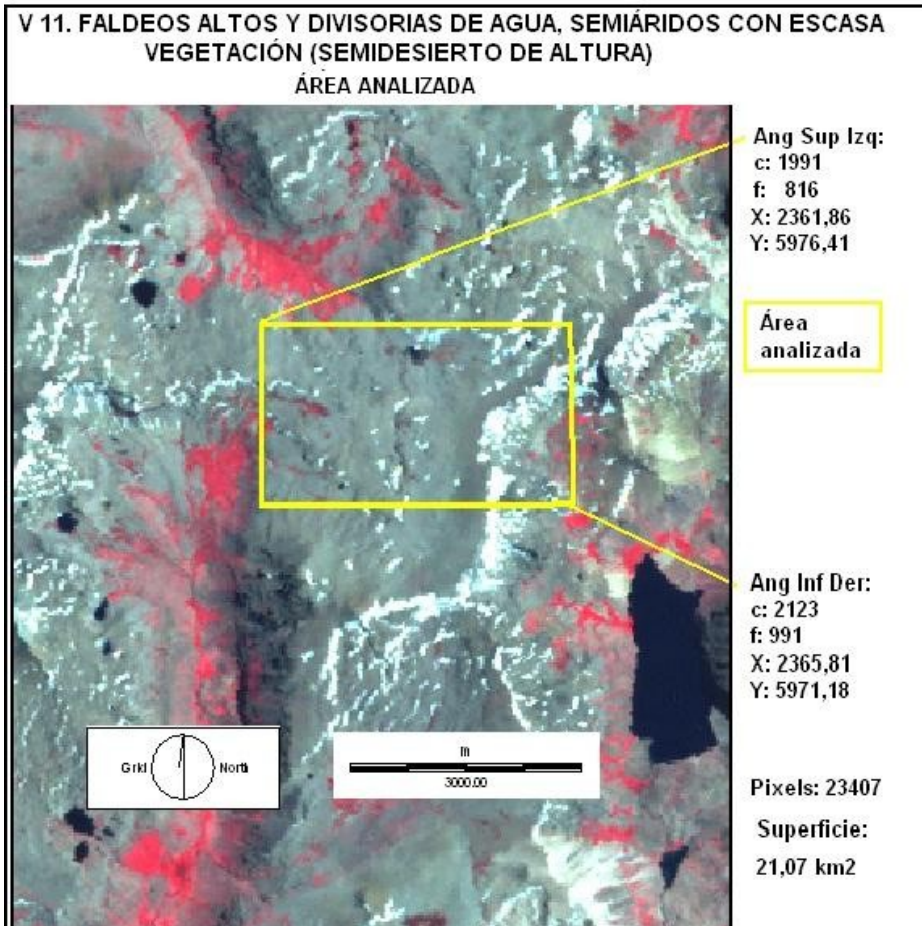 V 11. FALDEOS ALTOS Y DIVISORIAS DE AGUA, SEMIÁRIDOS CON ESCASA
VEGETACIÓN (SEMIDESIERTO DE ALTURA)
ÁREA ANALIZADA
Ang Sup Izq:
c: 1991
f: 816
X: 2361,86
Y: 5976,41
Área
analizada
Ang Inf Der:
c: 2123
f: 991
X: 2365,81
Y: 5971,18
Grid North
m
3000.00
Pixels: 23407
Superficie:
21,07 km2